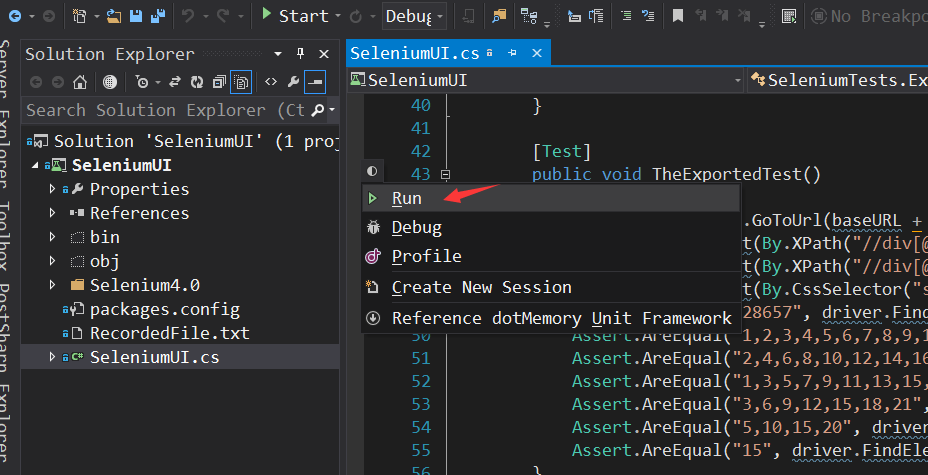 Start
Debug
No Breakpo
Server Explorer Toolbox PostSharp Explorer
Solution Explorer
Search Solution Explorer (Ct
Solution 'SeleniumUI' (1 proj
SeleniumUI
Properties
References
bin
obj
Selenium4.0
packages.config
RecordedFile.txt
C# SeleniumUI.cs
SeleniumUI.cs
SeleniumUI
SeleniumTests.Ex
40 }
41
42 [Test]
43 public void TheExportedTest()
Run
Debug
Profile
Create New Session
Reference dotMemory Unit Framework
.GoToUrl(baseURL +
t(By.XPath("//div[@
t(By.XPath("//div[@
t(By.CssSelector("s
28657", driver.Find
50 Assert.AreEqual("1,2,3,4,5,6,7,8,9,1
51 Assert.AreEqual("2,4,6,8,10,12,14,16
52 Assert.AreEqual("1,3,5,7,9,11,13,15,
53 Assert.AreEqual("3,6,9,12,15,18,21",
54 Assert.AreEqual("5,10,15,20", driver
55 Assert.AreEqual("15", driver.FindEle
56 }